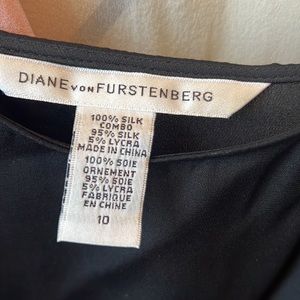 DIANE VON FURSTENBERG
100% SILK
COMBO
95% SILK
5% LYCRA
MADE IN CHINA
100% SOIE
ORNEMENT
95% SOIE
5% LYCRA
FABRIQUE
EN CHINE
10